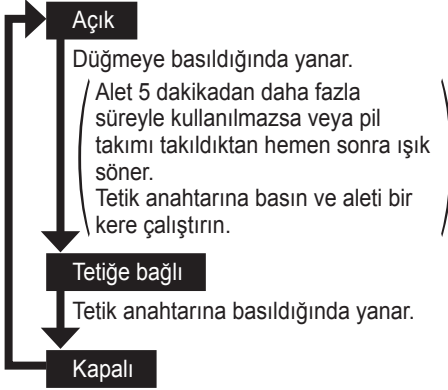 Açık
Düğmeye basıldığında yanar.
Alet 5 dakikadan daha fazla
süreyle kullanılmazsa veya pil
takımı takıldıktan hemen sonra ışık
söner.
Tetik anahtarına basın ve aleti bir
kere çalıştırın.
Tetiğe bağlı
Tetik anahtarına basıldığında yanar.
Kapalı